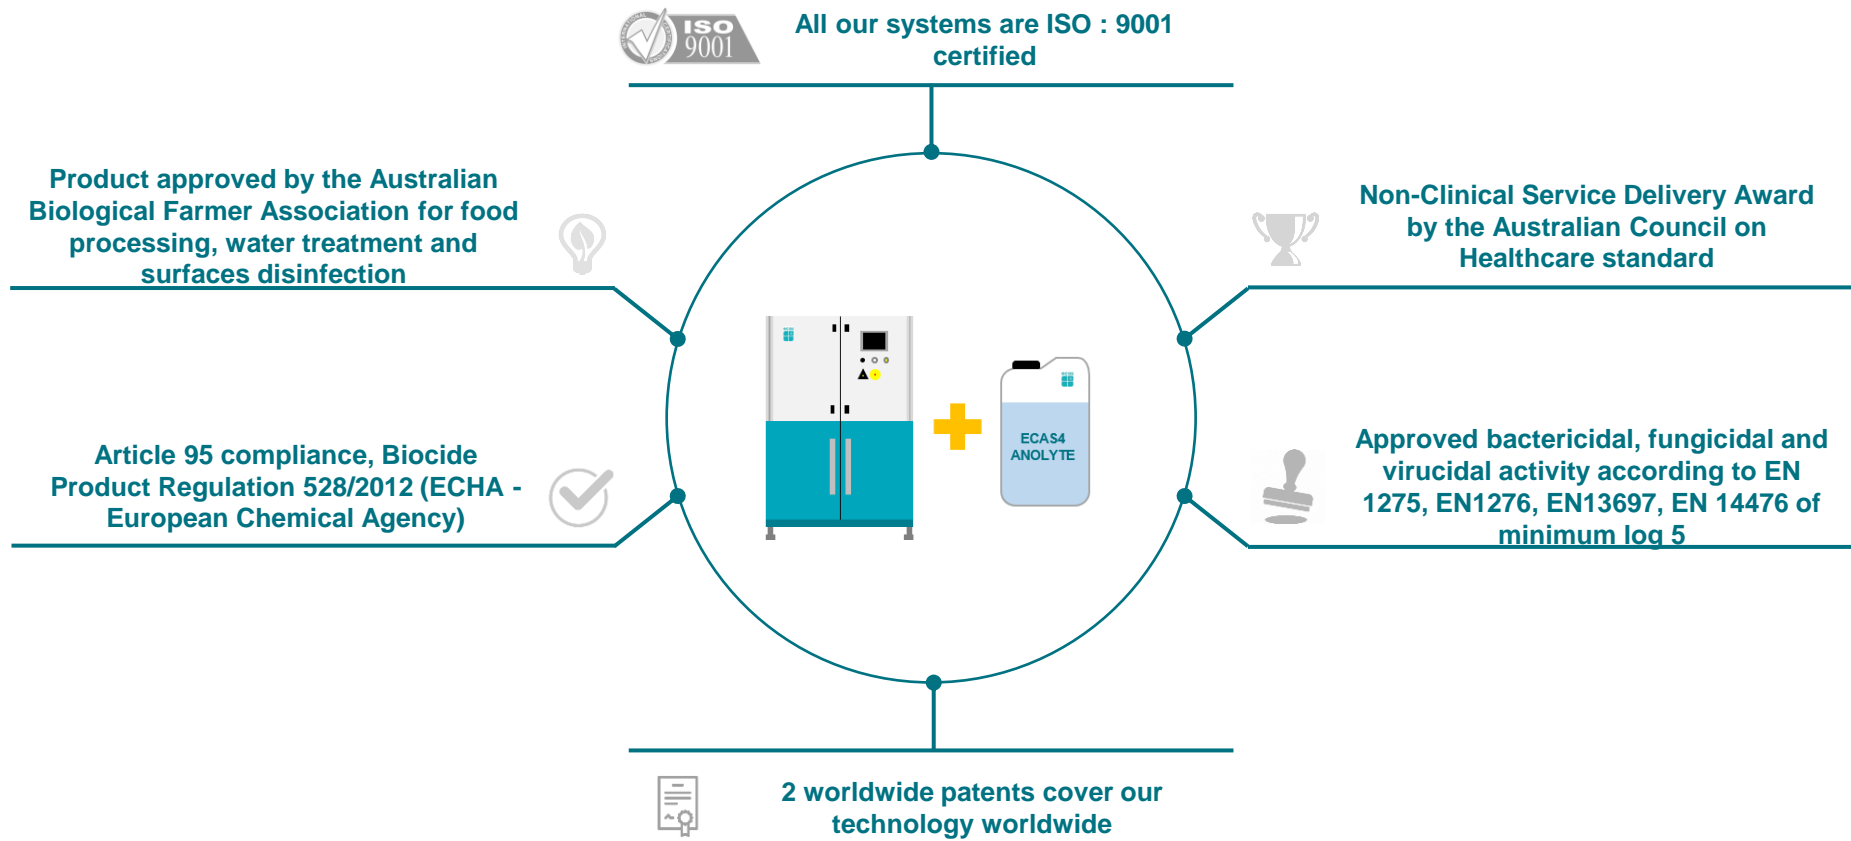 ISO
9001
All our systems are ISO : 9001
certified
Product approved by the Australian
Biological Farmer Association for food
processing, water treatment and
surfaces disinfection
Non-Clinical Service Delivery Award
by the Australian Council on
Healthcare standard
Article 95 compliance, Biocide
Product Regulation 528/2012 (ECHA -
European Chemical Agency)
ECAS4
ANOLYTE
Approved bactericidal, fungicidal and
virucidal activity according to EN
1275, EN1276, EN13697, EN 14476 of
minimum log 5
2 worldwide patents cover our
technology worldwide